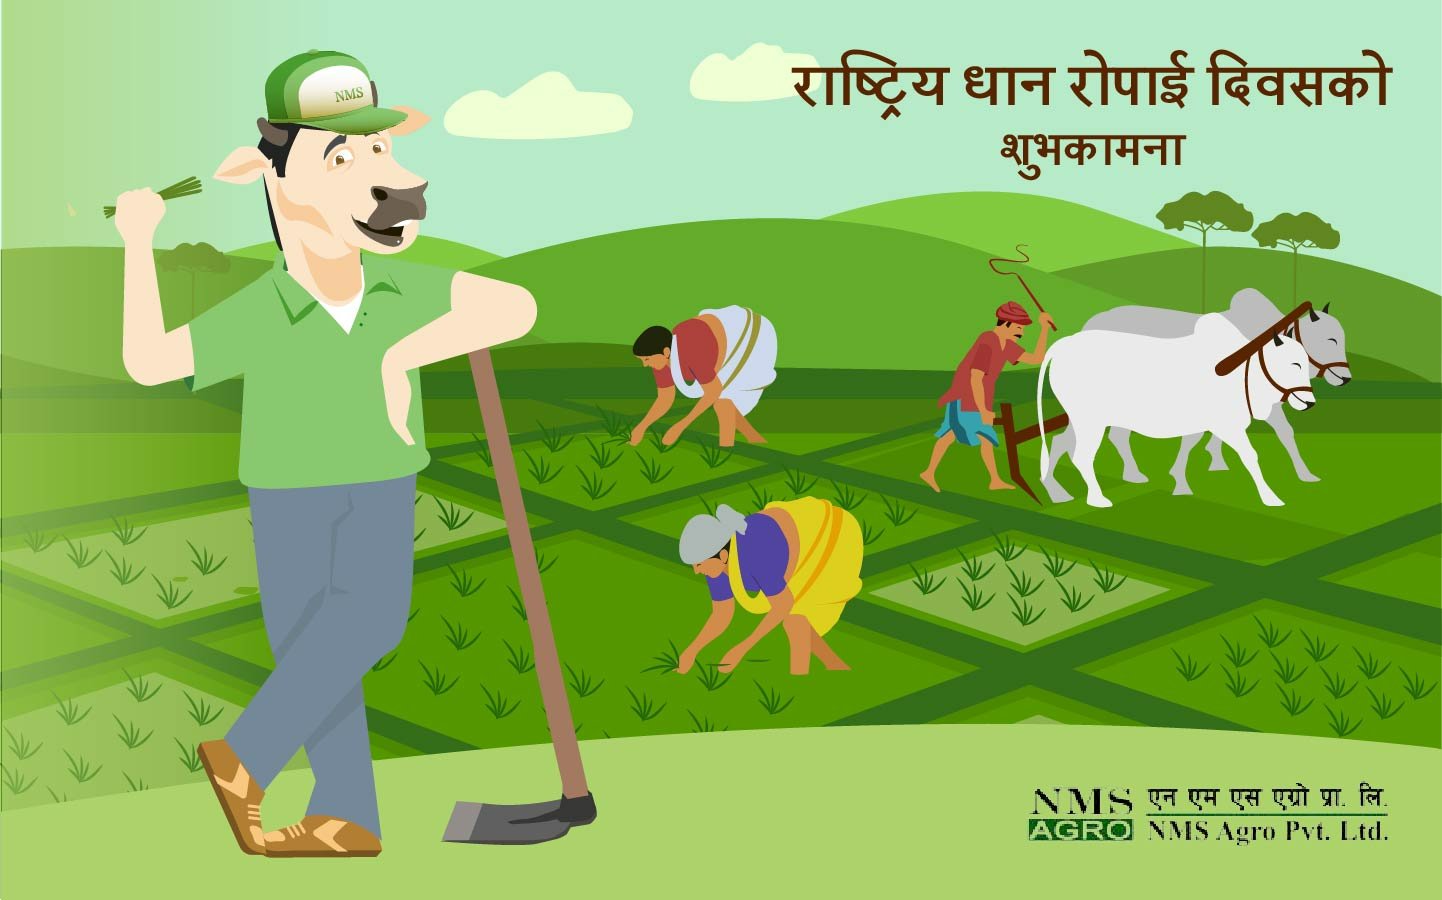 राष्ट्रिय धान रोपाई दिवसको
शुभकामना
NMS
NMS
AGRO
एन एम एस एग्रो प्रा. लि.
NMS Agro Pvt. Ltd.